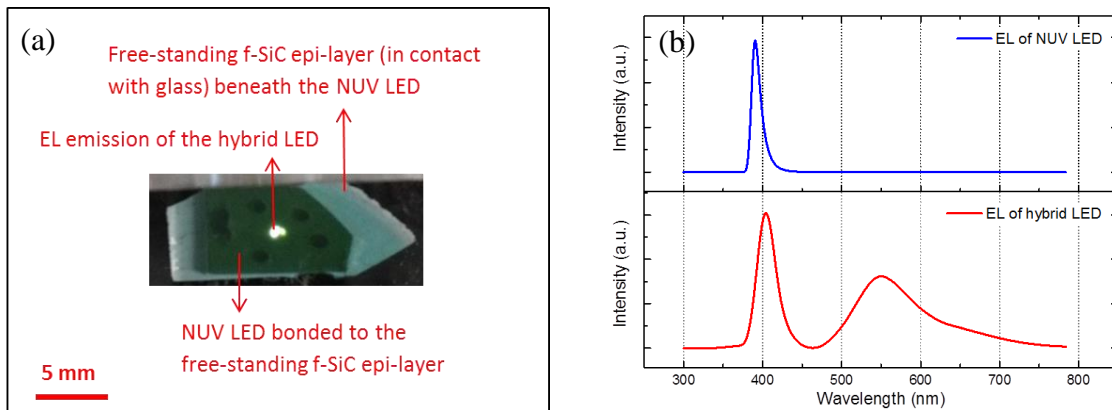 (a)
Free-standing f-SiC epi-layer (in contact
with glass) beneath the NUV LED
EL emission of the hybrid LED
NUV LED bonded to the
free-standing f-SiC epi-layer
5 mm
(b)
EL of NUV LED
Intensity (a.u.)
EL of hybrid LED
Intensity (a.u.)
300 400 500 600 700 800
Wavelength (nm)